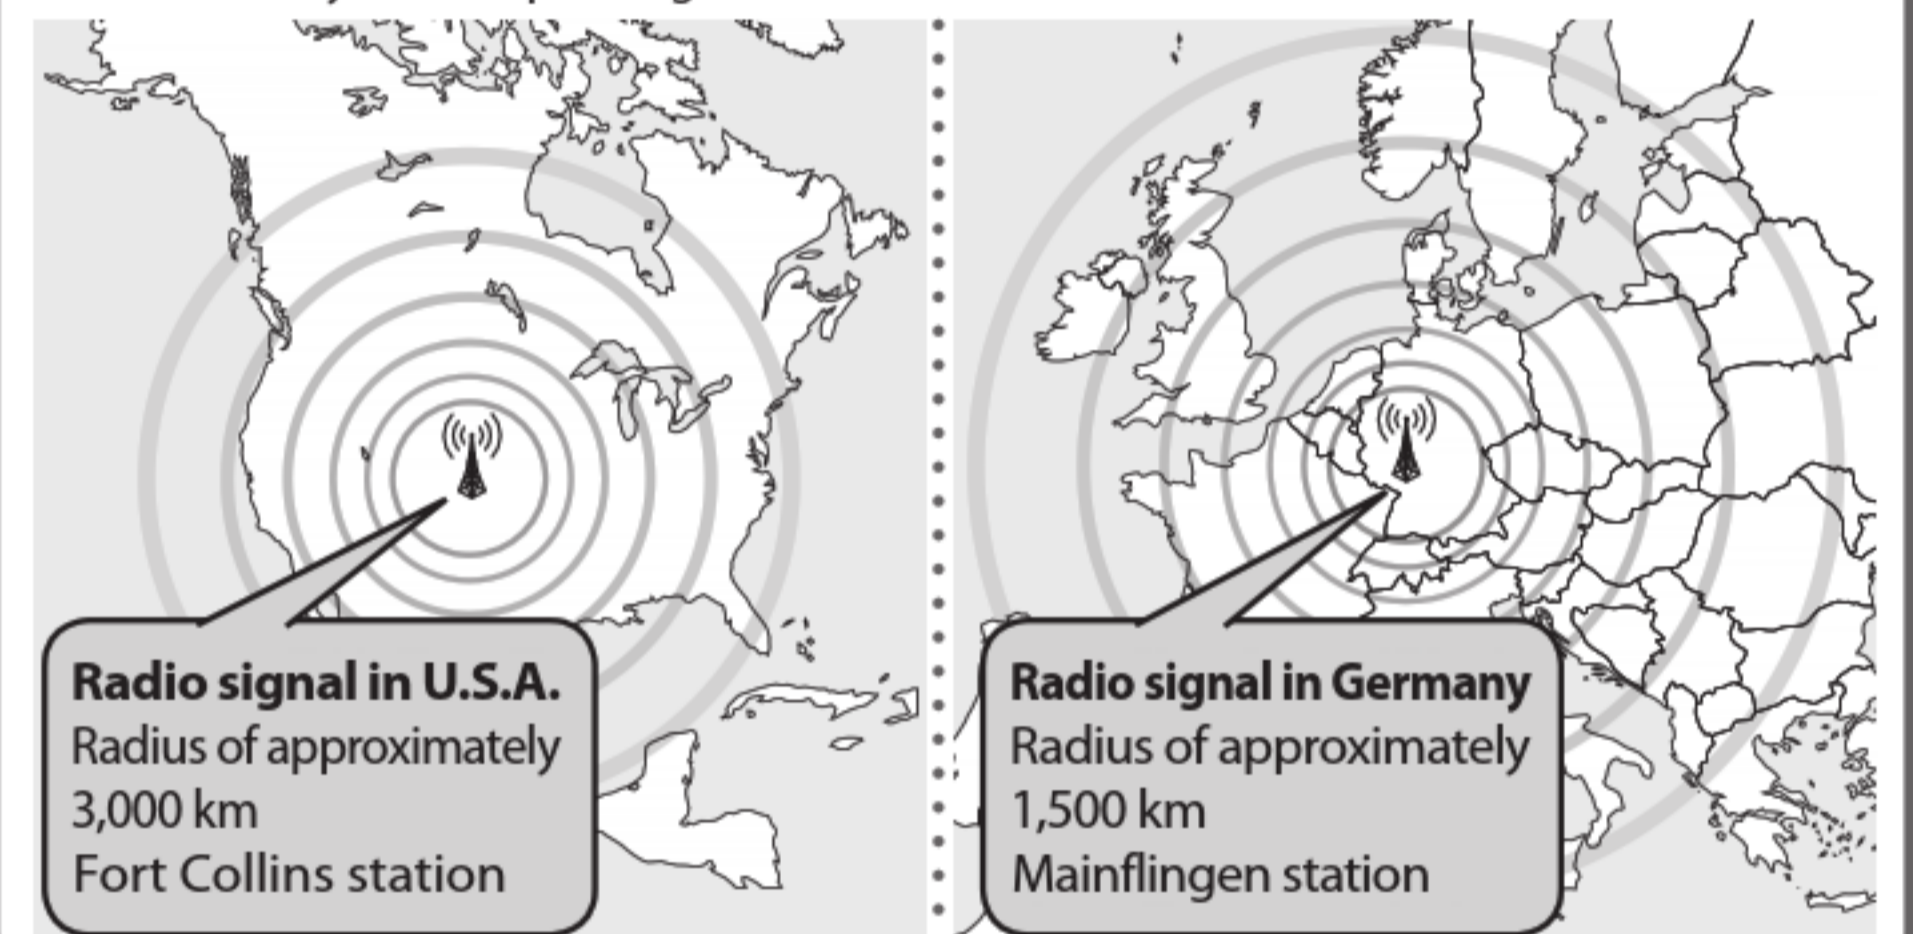 Radio signal in U.S.A.
Radius of approximately
3,000 km
Fort Collins station
Radio signal in Germany
Radius of approximately
1,500 km
Mainflingen station